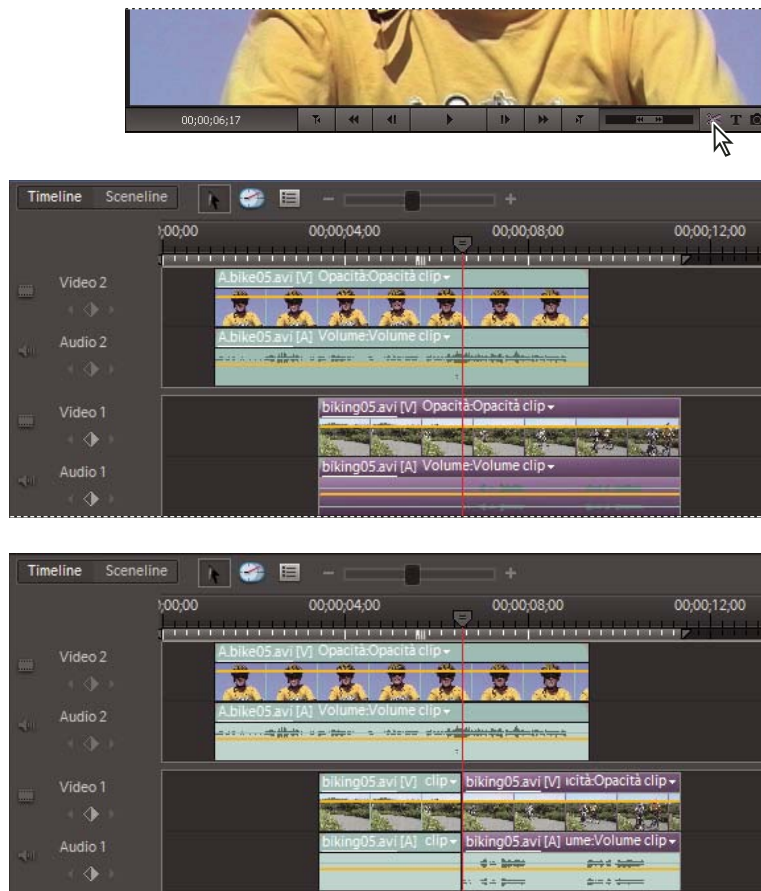 00;00;06;17
T
Timeline Sceneline - +
;00;00 00;00;04;00 00;00;08;00 00;00;12;00
Video 2
A.bike05.avi [V] Opacità:Opacità clip
Audio 2
A.bike05.avi [A] Volume:Volume clip
Video 1
biking05.avi [V] Opacità:Opacità clip
Audio 1
biking05.avi [A] Volume:Volume clip
Timeline Sceneline - +
;00;00 00;00;04;00 00;00;08;00 00;00;12;00
Video 2
A.bike05.avi [V] Opacità:Opacità clip
Audio 2
A.bike05.avi [A] Volume:Volume clip
Video 1
biking05.avi [V] clip biking05.avi [V] icità:Opacità clip
Audio 1
biking05.avi [A] clip biking05.avi [A] ume:Volume clip